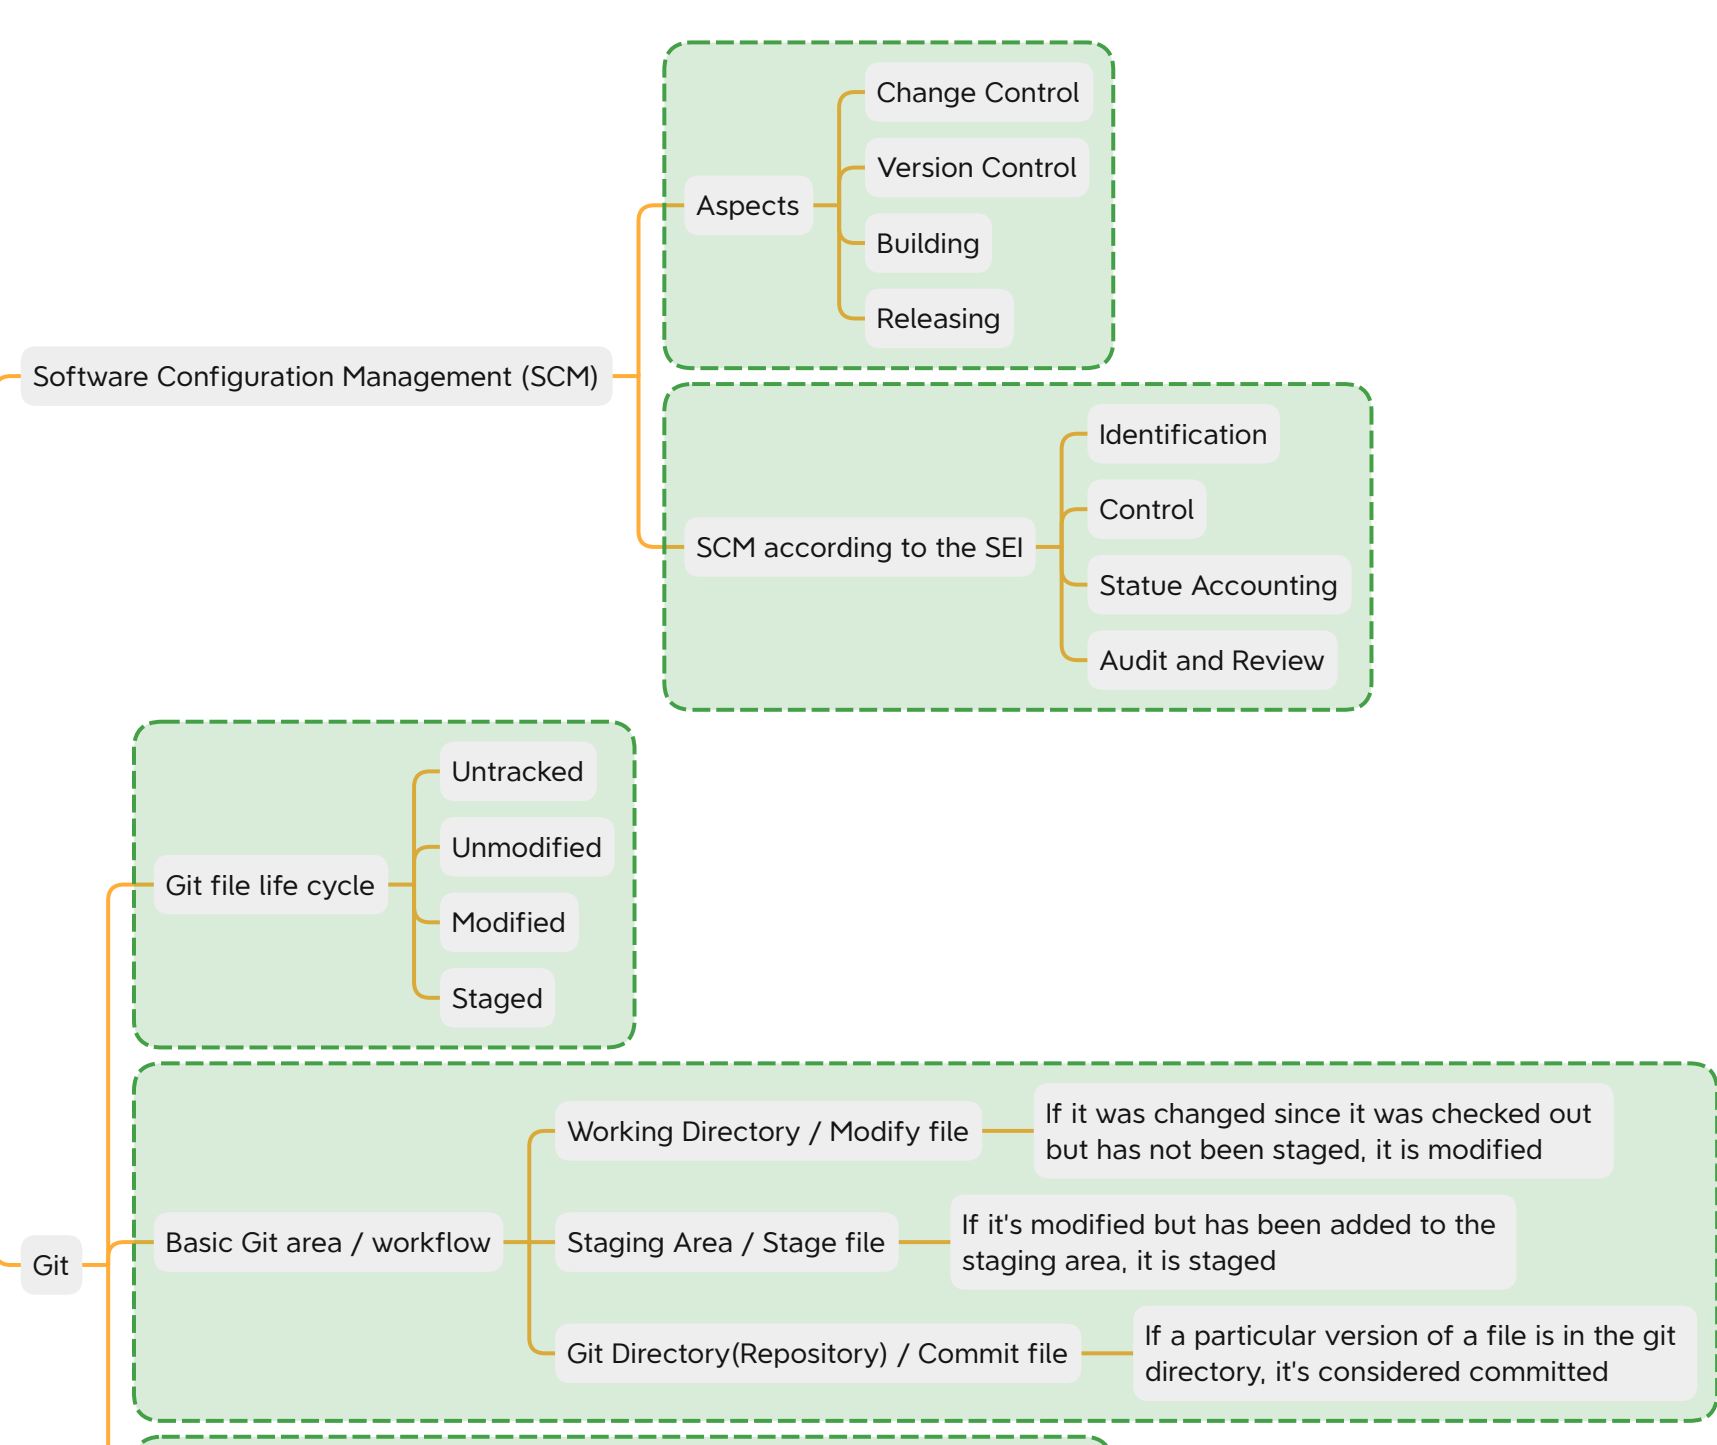 Change Control
Version Control
Aspects
Building
Releasing
Software Configuration Management (SCM)
Identification
Control
SCM according to the SEI
Statue Accounting
Audit and Review
Untracked
Unmodified
Git file life cycle
Modified
Staged
Working Directory / Modify file
If it was changed since it was checked out
but has not been staged, it is modified
Basic Git area / workflow
Staging Area / Stage file
If it's modified but has been added to the
staging area, it is staged
Git
Git Directory(Repository) / Commit file
If a particular version of a file is in the git
directory, it's considered committed